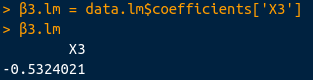 > β3.lm = data.lm$coefficients['X3']
> β3.lm
X3
-0.5324021